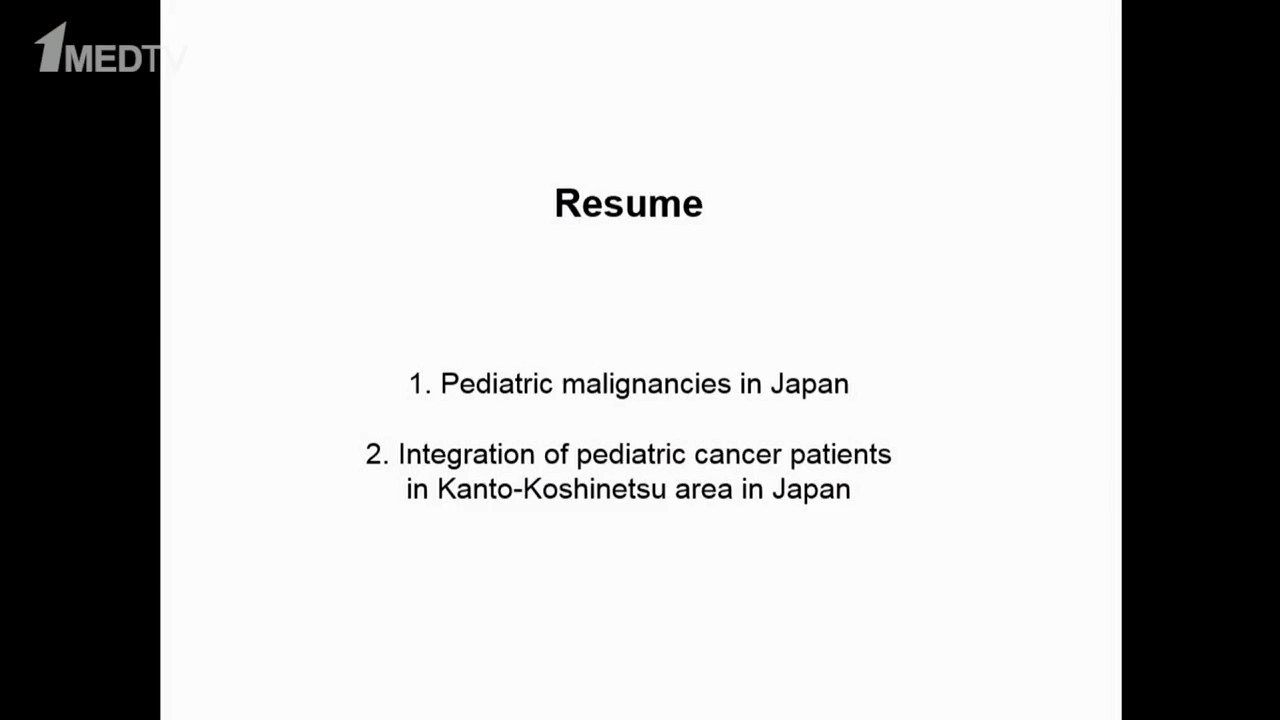 1MEDTV
Resume
1. Pediatric malignancies in Japan
2. Integration of pediatric cancer patients
in Kanto-Koshinetsu area in Japan